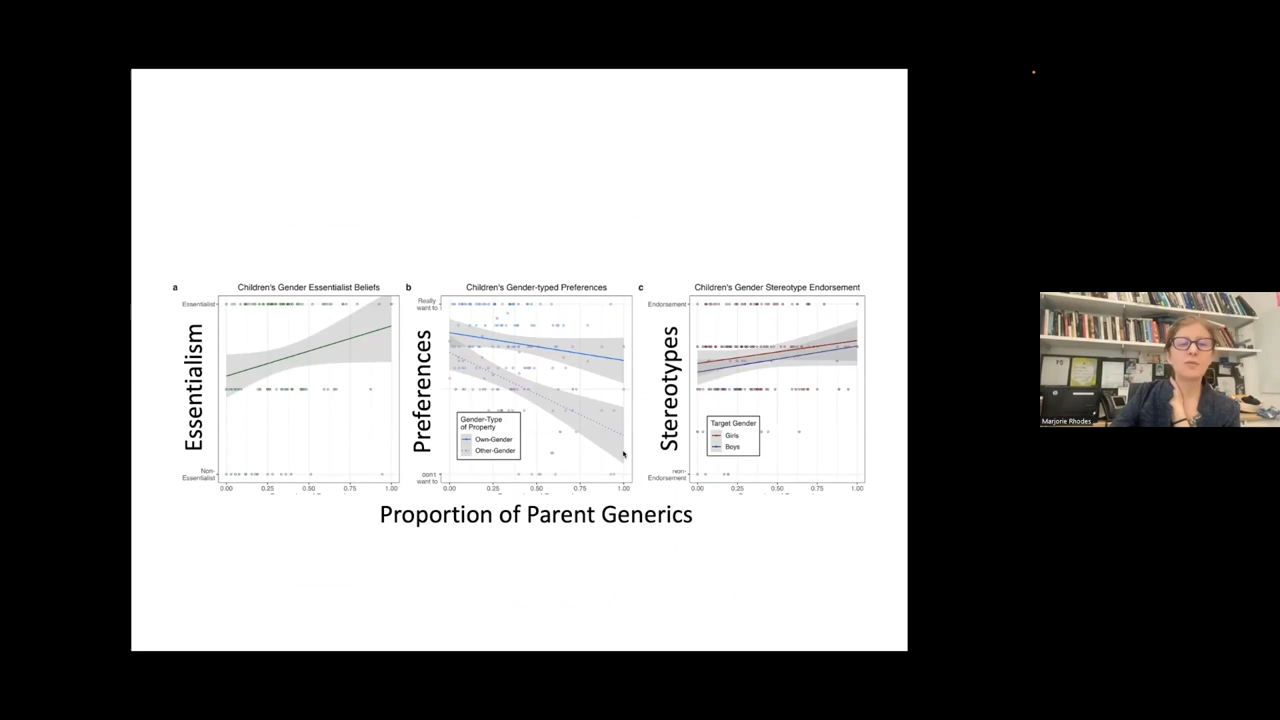 a
Children's Gender Essentialist Beliefs
Essentialism
Essentialist
Non-
Essentialist
0.00 0.25 0.50 0.75 1.00
b
Children's Gender-typed Preferences
Preferences
Really
want to
don't
want to
Gender-Type
of Property
Own-Gender
Other-Gender
0.00 0.25 0.50 0.75 1.00
c
Children's Gender Stereotype Endorsement
Stereotypes
Endorsement
Non-
Endorsement
Target Gender
Girls
Boys
0.00 0.25 0.50 0.75 1.00
Proportion of Parent Generics
Marjorie Rhodes